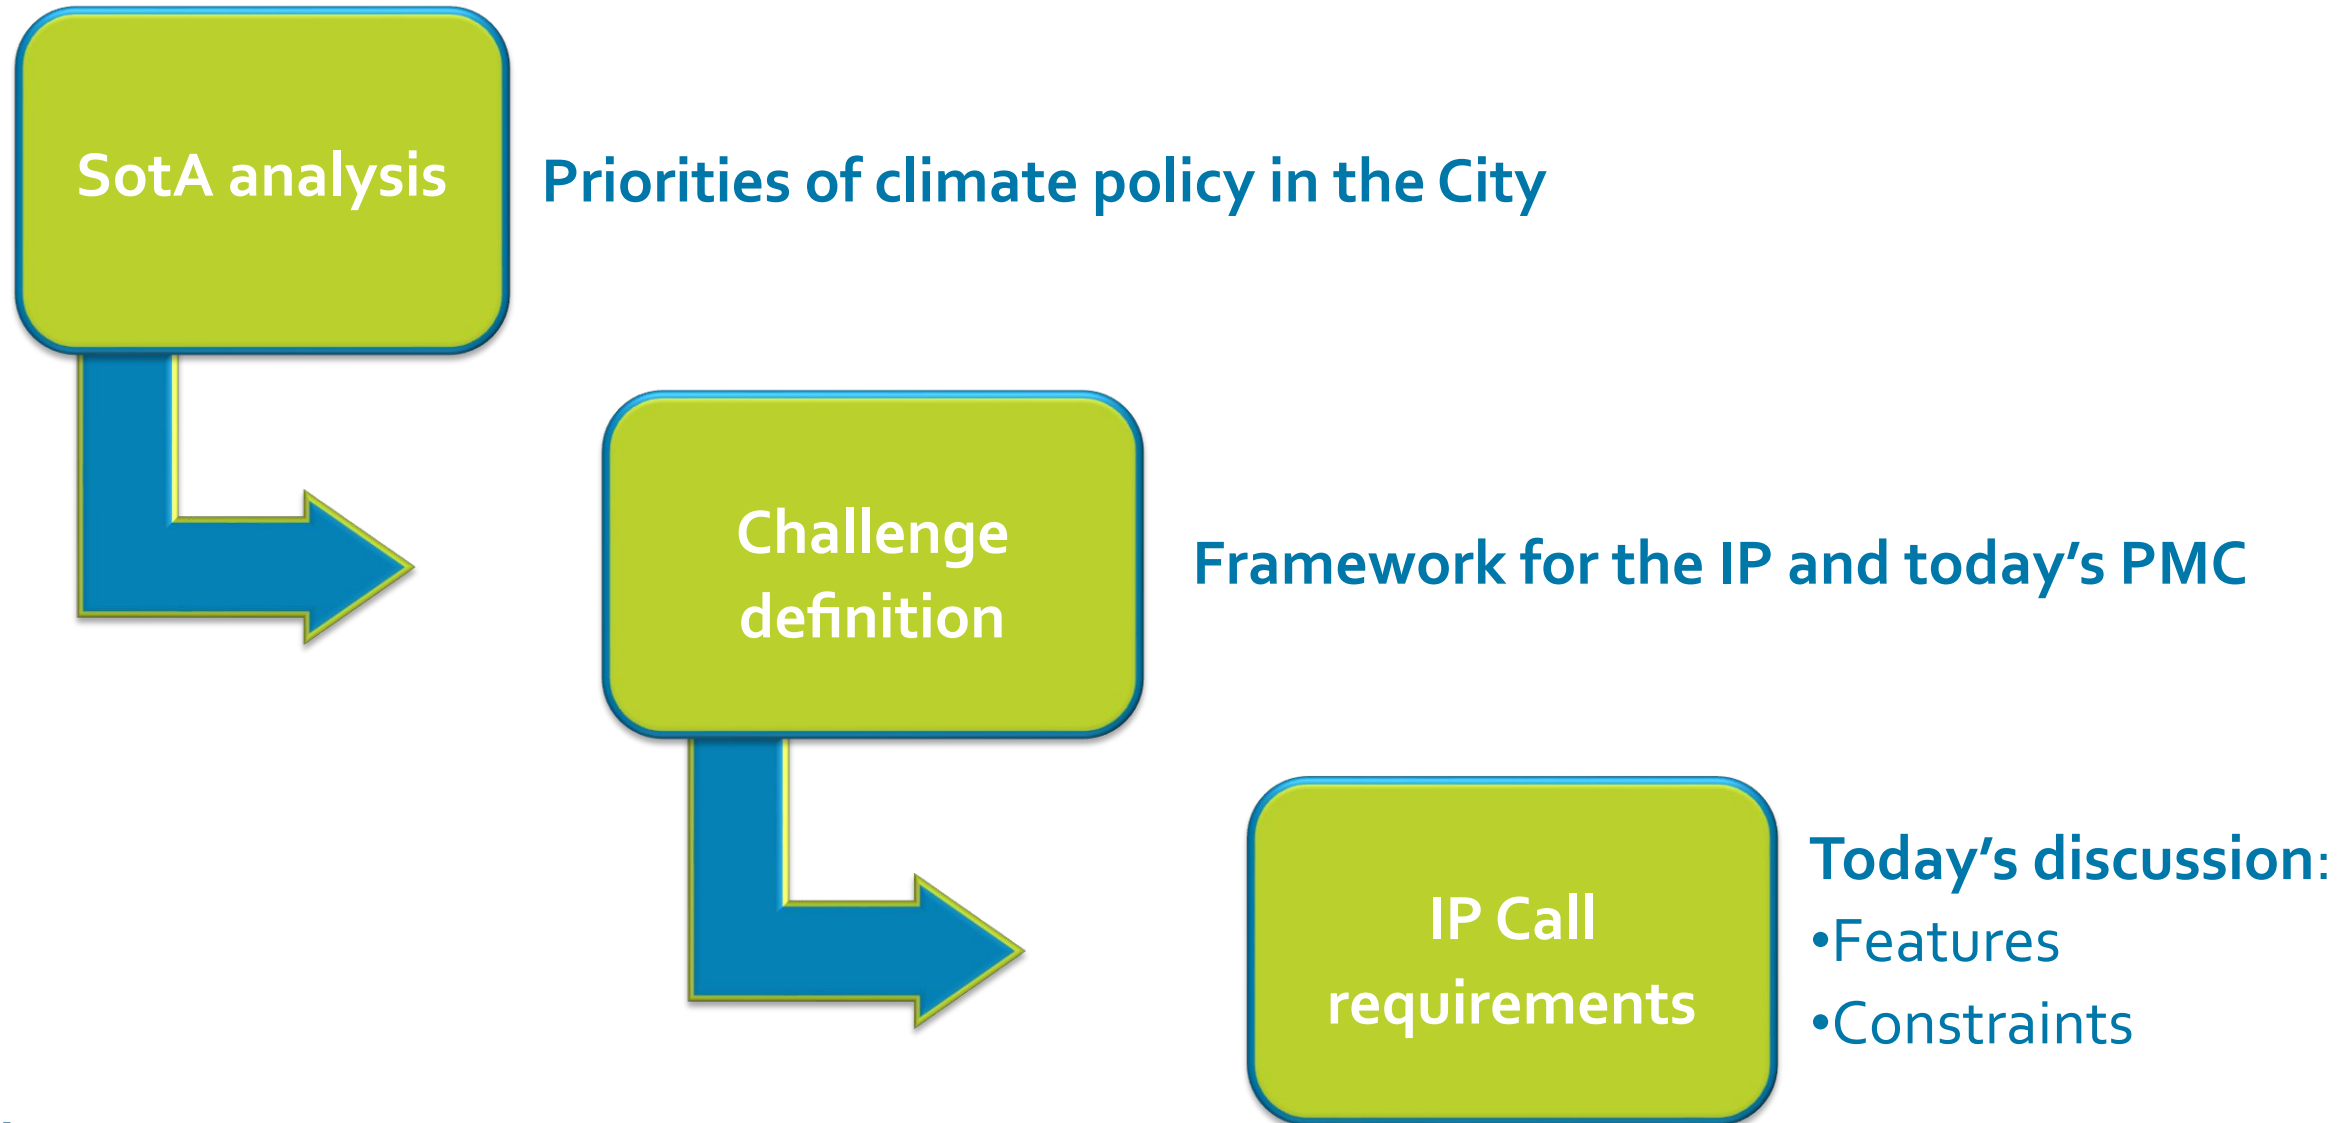 SotA analysis
Priorities of climate policy in the City
Challenge
definition
Framework for the IP and today’s PMC
IP Call
requirements
Today’s discussion:
•Features
•Constraints